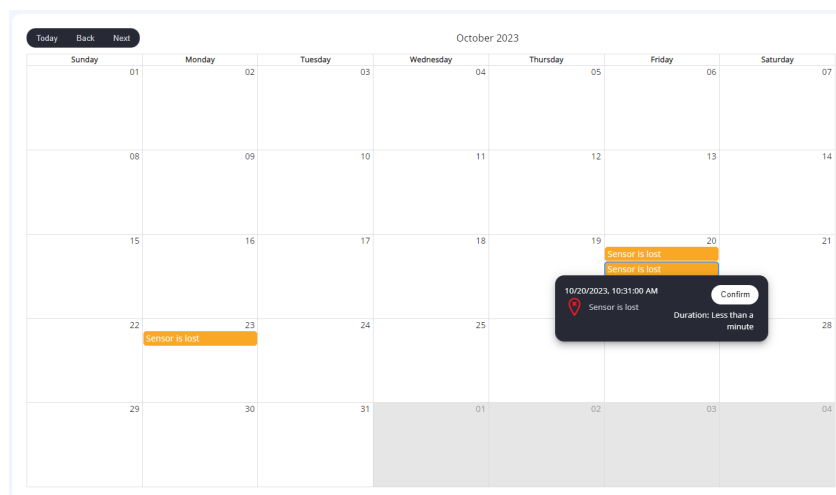 Today Back Next
October 2023
Sunday Monday Tuesday Wednesday Thursday Friday Saturday
01 02 03 04 05 06 07
08 09 10 11 12 13 14
15 16 17 18 19 20 21
Sensor is lost
Sensor is lost
10/20/2023, 10:31:00 AM
Confirm
Sensor is lost
Duration: Less than a
minute
22 23 24 25 28
Sensor is lost
29 30 31 01 02 03 04